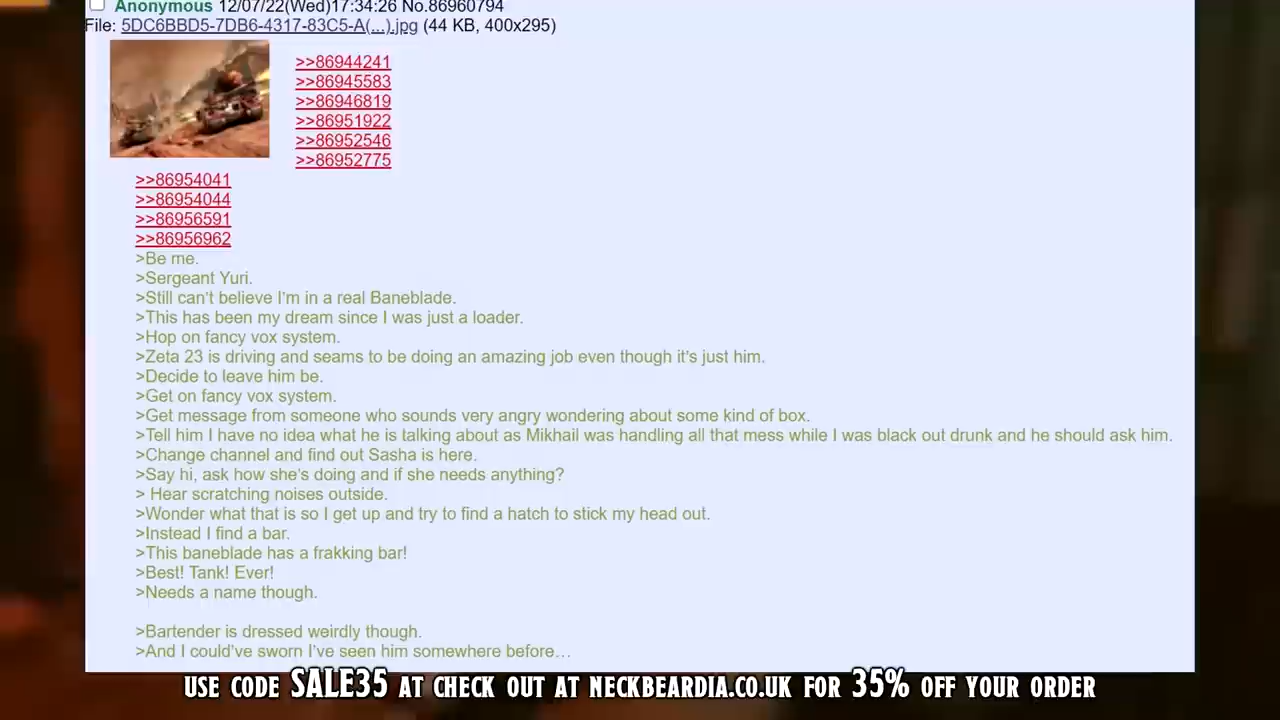 Anonymous 12/07/22(Wed)17:34:26 No.86960794
File: 5DC6BBD5-7DB6-4317-83C5-A(...).jpg (44 KB, 400x295)
>>86944241
>>86945583
>>86946819
>>86951922
>>86952546
>>86952775
>>86954041
>>86954044
>>86956591
>>86956962
>Be me.
>Sergeant Yuri.
>Still can't believe I'm in a real Baneblade.
>This has been my dream since I was just a loader.
>Hop on fancy vox system.
>Zeta 23 is driving and seams to be doing an amazing job even though it's just him.
>Decide to leave him be.
>Get on fancy vox system.
>Get message from someone who sounds very angry wondering about some kind of box.
>Tell him I have no idea what he is talking about as Mikhail was handling all that mess while I was black out drunk and he should ask him.
>Change channel and find out Sasha is here.
>Say hi, ask how she's doing and if she needs anything?
> Hear scratching noises outside.
>Wonder what that is so I get up and try to find a hatch to stick my head out.
>Instead I find a bar.
>This baneblade has a frakking bar!
>Best! Tank! Ever!
>Needs a name though.
>Bartender is dressed weirdly though.
>And I could've sworn I've seen him somewhere before…
USE CODE SALE35 AT CHECK OUT AT NECKBEARDIA.CO.UK FOR 35% OFF YOUR ORDER